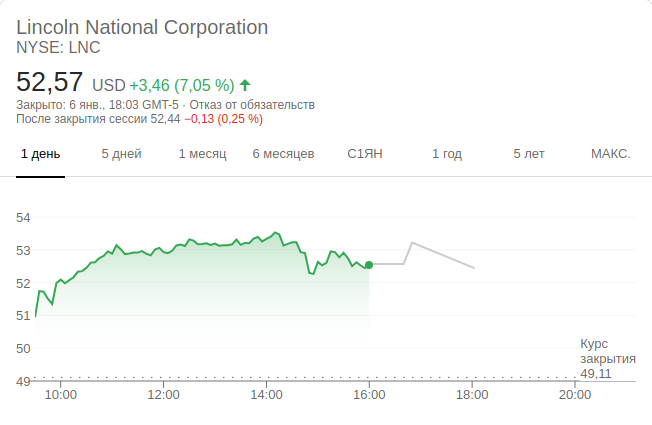 Lincoln National Corporation
NYSE: LNC
52,57 USD +3,46 (7,05 %)
Закрыто: 6 янв., 18:03 GMT-5 · Отказ от обязательств
После закрытия сессии 52,44 −0,13 (0,25 %)
1 день 5 дней 1 месяц 6 месяцев С1ЯН 1 год 5 лет МАКС.
54
53
52
51
50
Курс
закрытия
49,11
49
10:00 12:00 14:00 16:00 18:00 20:00